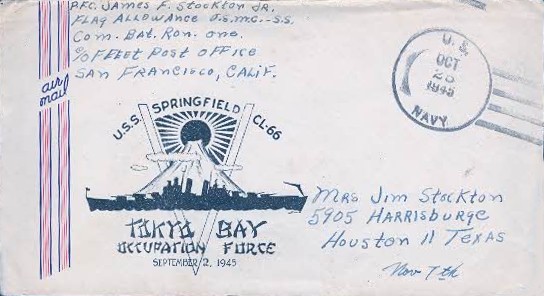 PFC. JAMES F. STOCKTON JR.
FLAG ALLOWANCE U.S.M.C.-S.S.
COM. BAT. RON. ONE.
c/o FLEET POST OFFICE
SAN FRANCISCO, CALIF.
air mail
U.S.
OCT
1945
NAVY
U.S.S. SPRINGFIELD CL-66
TOKYO BAY
OCCUPATION FORCE
SEPTEMBER 2, 1945
MRS JIM STOCKTON
5905 HARRISBURGE
HOUSTON 11 TEXAS
Nov 7th